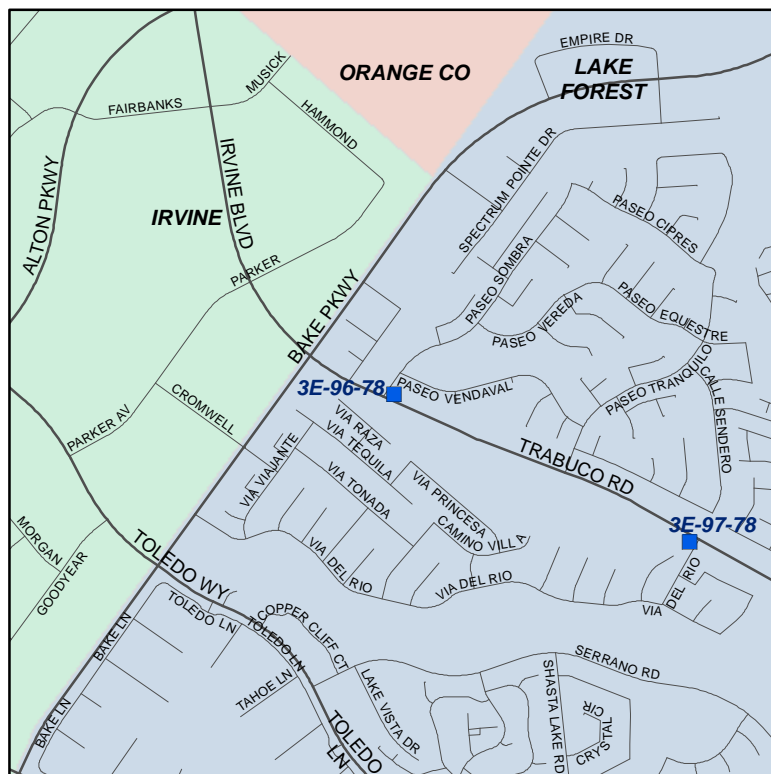 EMPIRE DR
ORANGE CO
LAKE
FOREST
MUSICK
FAIRBANKS
HAMMOND
SPECTRUM POINTE DR
ALTON PKWY
IRVINE BLVD
IRVINE
PASEO CIPRES
PASEO SOMBRA
PARKER
PASEO VEREDA
PASEO EQUESTRE
BAKE PKWY
PASEO TRANQUILO
CALLE SENDERO
3E-96-78
PASEO VENDAVAL
CROMWELL
PARKER AV
VIA RAZA
VIA TEQUILA
TRABUCO RD
VIA VIAJANTE
VIA TONADA
VIA PRINCESA
CAMINO VILLA
3E-97-78
MORGAN
GOODYEAR
TOLEDO WY
VIA DEL RIO
VIA DEL RIO
VIA
DEL RIO
TOLEDO LN
COPPER CLIFF CT
BAKE LN
TOLEDO LN
SERRANO RD
TAHOE LN
LAKE VISTA DR
SHASTA LAKE RD
CRYSTAL CIR
BAKE LN
TOLEDO
LN